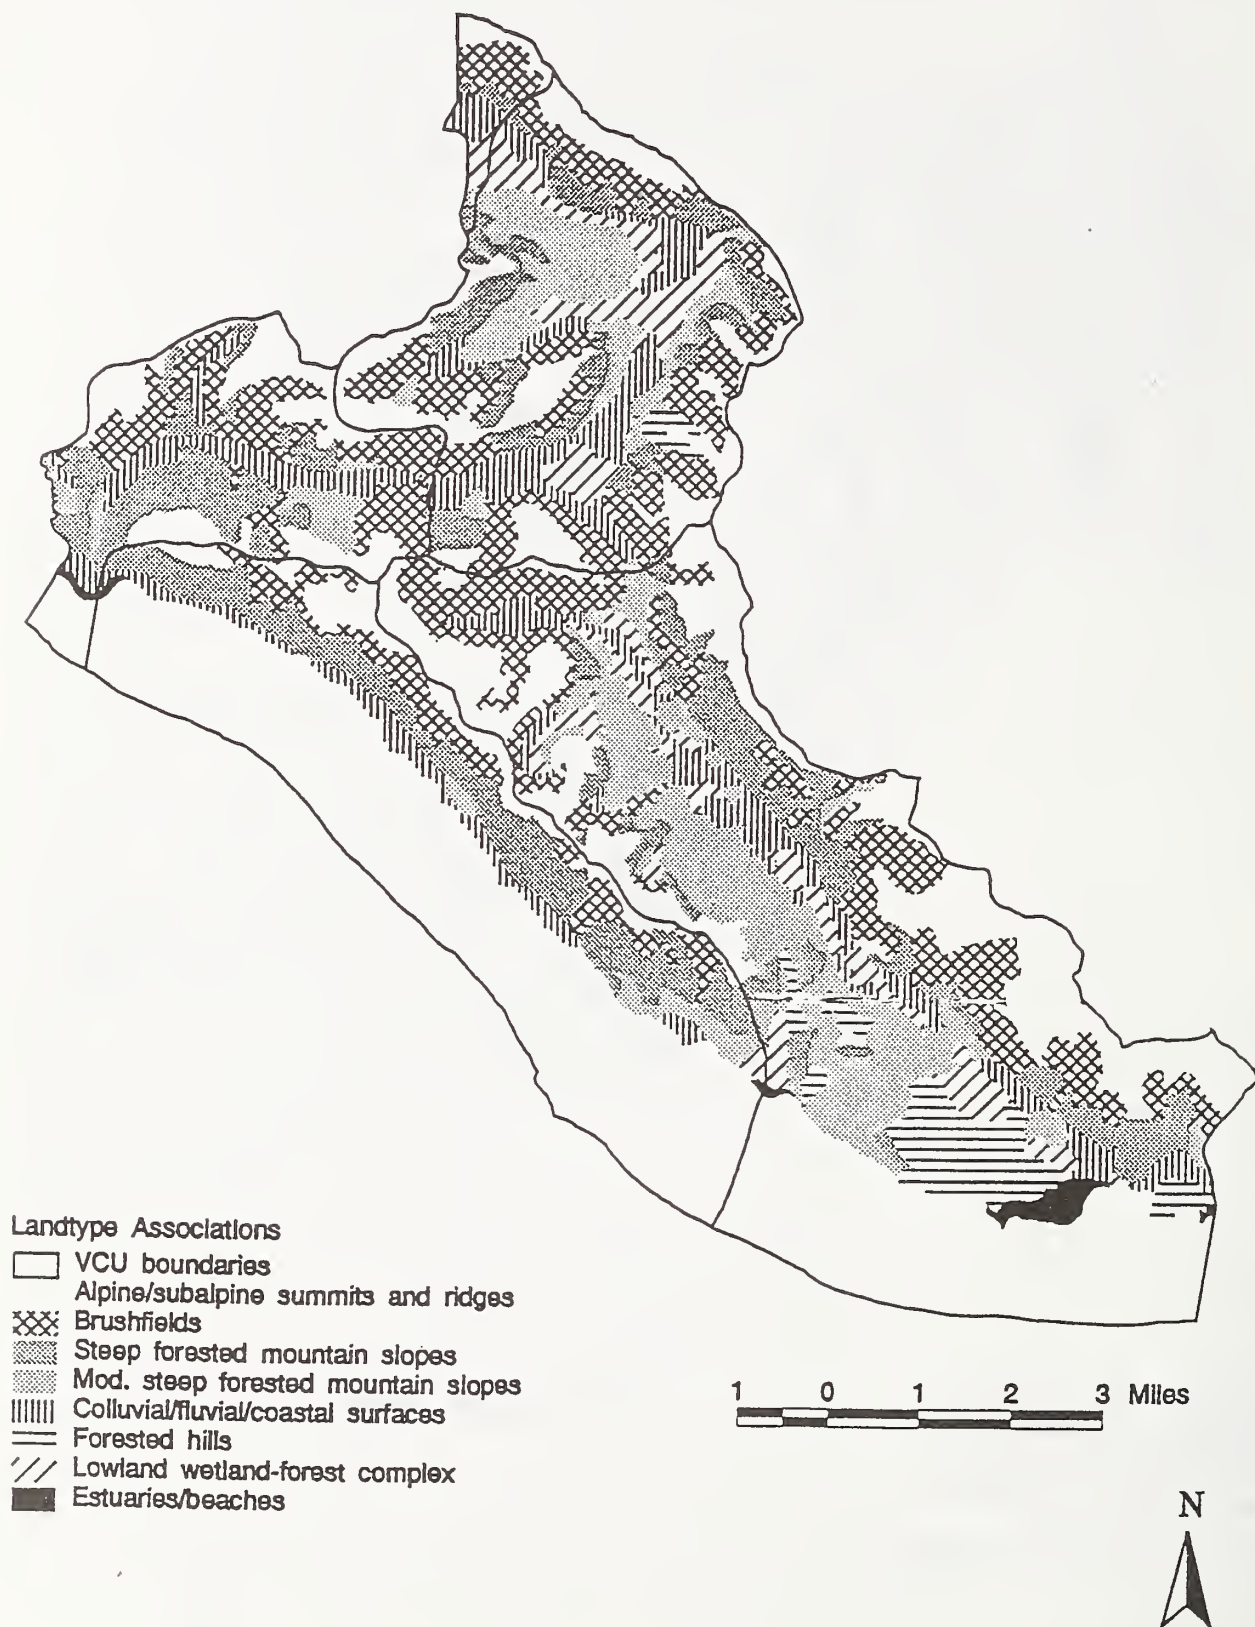 Landtype Associations
VCU boundaries
Alpine/subalpine summits and ridges
Brushfields
Steep forested mountain slopes
Mod. steep forested mountain slopes
Colluvial/fluvial/coastal surfaces
Forested hills
Lowland wetland-forest complex
Estuaries/beaches
1 0 1 2 3 Miles
N